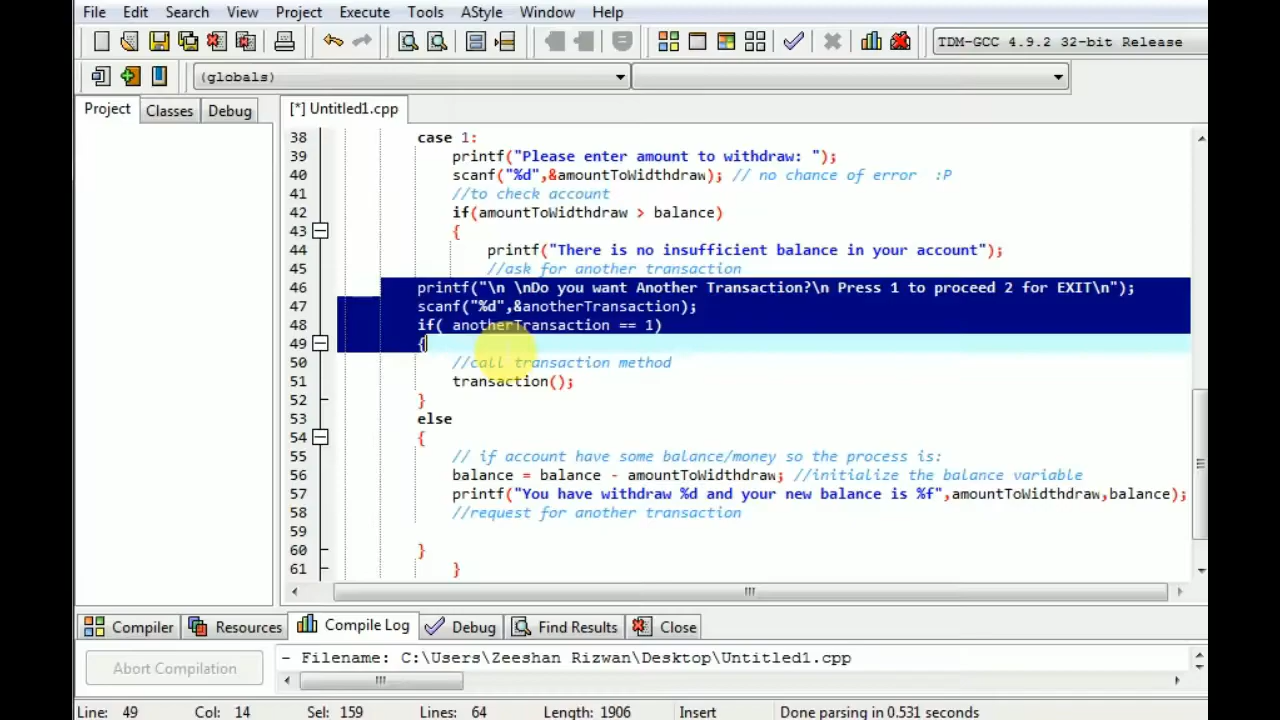 File Edit Search View Project Execute Tools AStyle Window Help
TDM-GCC 4.9.2 32-bit Release
(globals)
Project Classes Debug [*] Untitled1.cpp
38 case 1:
39 printf("Please enter amount to withdraw: ");
40 scanf("%d",&amountToWidthdraw); // no chance of error :P
41 //to check account
42 if(amountToWidthdraw > balance)
43 {
44 printf("There is no insufficient balance in your account");
45 //ask for another transaction
46 printf("\n \nDo you want Another Transaction?\n Press 1 to proceed 2 for EXIT\n");
47 scanf("%d",&anotherTransaction);
48 if( anotherTransaction == 1)
49 {
50 //call transaction method
51 transaction();
52 }
53 else
54 {
55 // if account have some balance/money so the process is:
56 balance = balance - amountToWidthdraw; //initialize the balance variable
57 printf("You have withdraw %d and your new balance is %f",amountToWidthdraw,balance);
58 //request for another transaction
59
60 }
61 }
Compiler Resources Compile Log Debug Find Results Close
Abort Compilation
- Filename: C:\Users\Zeeshan Rizwan\Desktop\Untitled1.cpp
Line: 49 Col: 14 Sel: 159 Lines: 64 Length: 1906 Insert Done parsing in 0.531 seconds